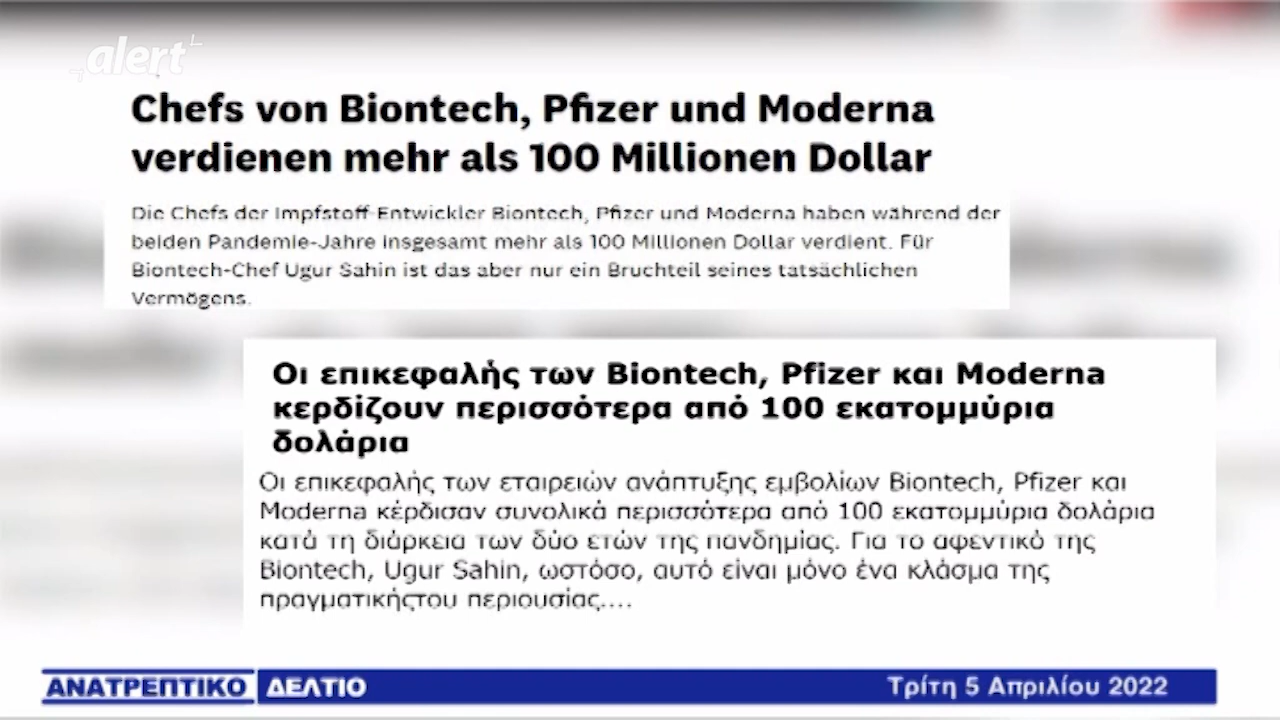 alert
Chefs von Biontech, Pfizer und Moderna
verdienen mehr als 100 Millionen Dollar
Die Chefs der Impfstoff-Entwickler Biontech, Pfizer und Moderna haben während der
beiden Pandemie-Jahre insgesamt mehr als 100 Millionen Dollar verdient. Für
Biontech-Chef Ugur Sahin ist das aber nur ein Bruchteil seines tatsächlichen
Vermögens.
Οι επικεφαλής των Biontech, Pfizer και Moderna
κερδίζουν περισσότερα από 100 εκατομμύρια
δολάρια
Οι επικεφαλής των εταιρειών ανάπτυξης εμβολίων Biontech, Pfizer και
Moderna κέρδισαν συνολικά περισσότερα από 100 εκατομμύρια δολάρια
κατά τη διάρκεια των δύο ετών της πανδημίας. Για το αφεντικό της
Biontech, Ugur Sahin, ωστόσο, αυτό είναι μόνο ένα κλάσμα της
πραγματικήςτου περιουσίας....
ΑΝΑΤΡΕΠΤΙΚΟ ΔΕΛΤΙΟ Τρίτη 5 Απριλίου 2022